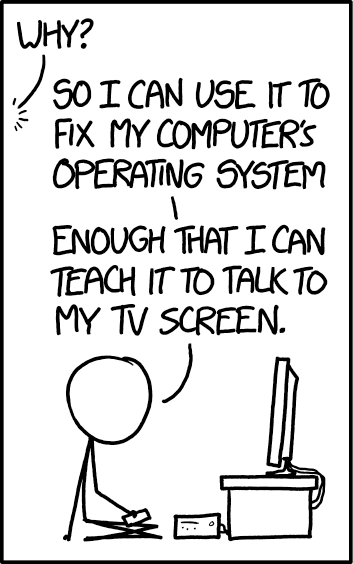 WHY?
SO I CAN USE IT TO
FIX MY COMPUTER'S
OPERATING SYSTEM
ENOUGH THAT I CAN
TEACH IT TO TALK TO
MY TV SCREEN.